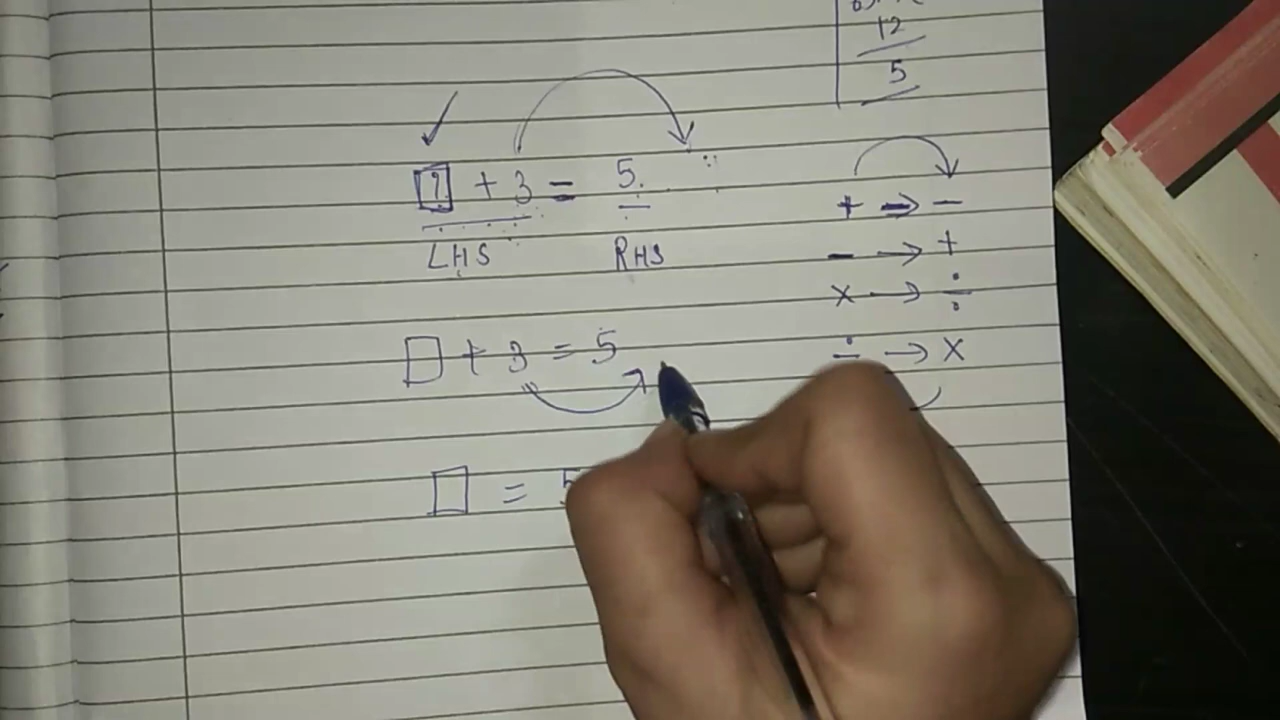 12
5
? + 3 = 5.
LHS RHS
+ → −
− → +
× → ÷
÷ → ×
□ + 3 = 5
□ = 5